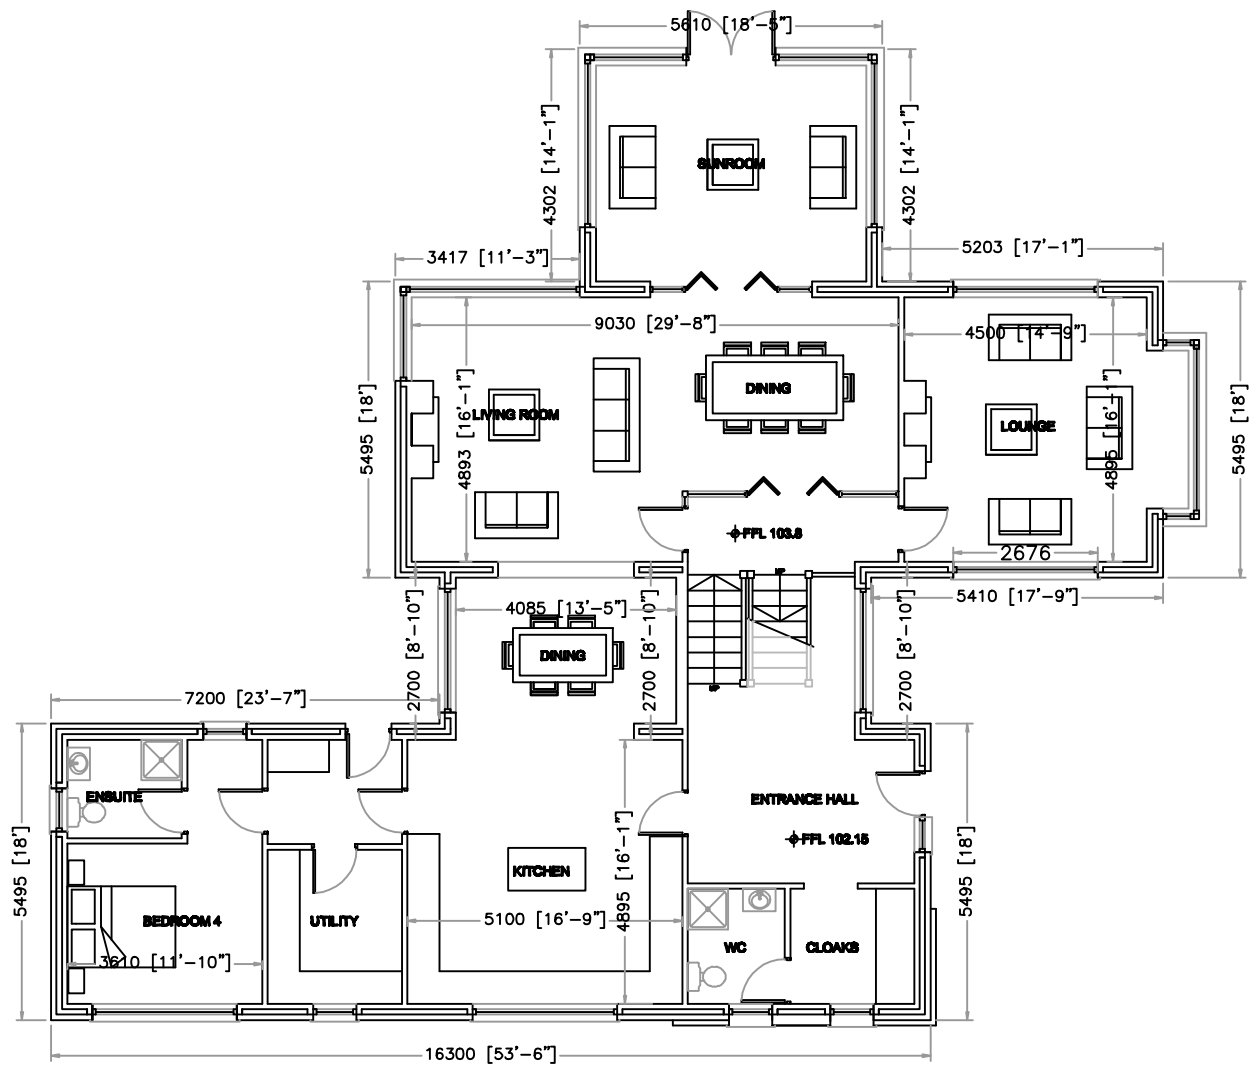 5610 [18'-5"]
4302 [14'-1"]
4302 [14'-1"]
SUNROOM
3417 [11'-3"]
5203 [17'-1"]
9030 [29'-8"]
4500 [14'-9"]
DINING
LIVING ROOM
LOUNGE
5495 [18']
4893 [16'-1"]
4895 [16'-1"]
5495 [18']
FFL 103.8
2676
UP
4085 [13'-5"]
5410 [17'-9"]
2700 [8'-10"]
2700 [8'-10"]
2700 [8'-10"]
DINING
UP
7200 [23'-7"]
ENSUITE
ENTRANCE HALL
FFL 102.15
5495 [18']
KITCHEN
4895 [16'-1"]
5495 [18']
BEDROOM 4
UTILITY
5100 [16'-9"]
WC
CLOAKS
3610 [11'-10"]
16300 [53'-6"]